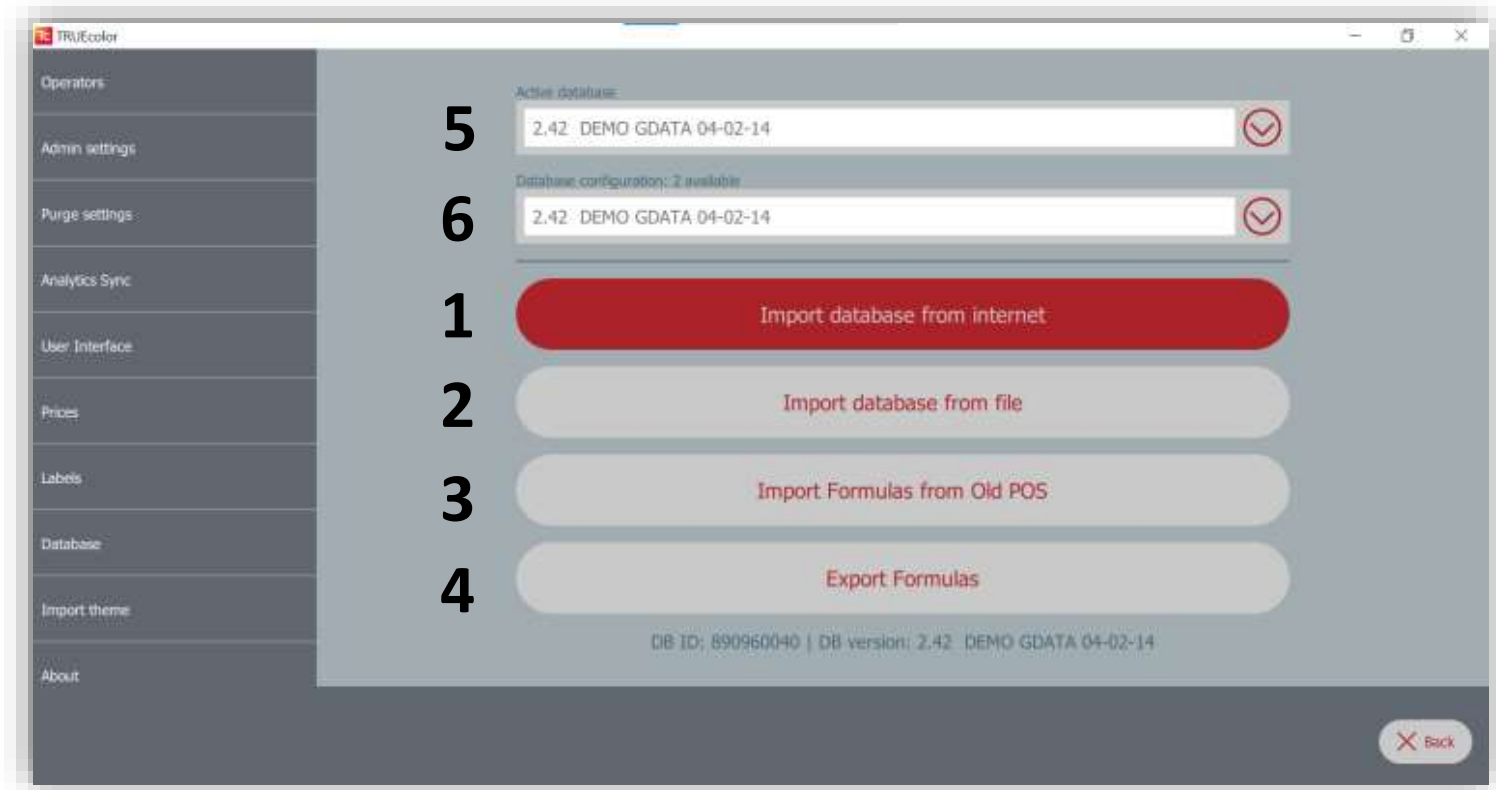 TRUEcolor
Operators
Admin settings
Purge settings
Analytics Sync
User Interface
Prices
Labels
Database
Import theme
About
Active database
5
2.42 DEMO GDATA 04-02-14
Database configuration: 2 available
6
2.42 DEMO GDATA 04-02-14
1
Import database from internet
2
Import database from file
3
Import Formulas from Old POS
4
Export Formulas
DB ID: 890960040 | DB version: 2.42 DEMO GDATA 04-02-14
Back